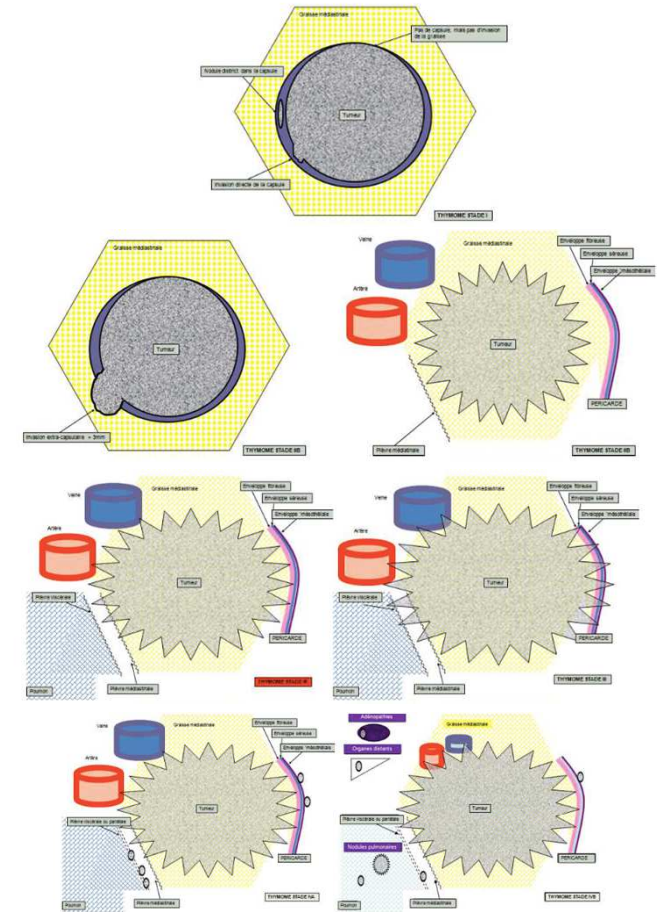 Graisse médiastinale
Pas de capsule, mais pas d'invasion
de la graisse
Nodule distinct dans la capsule
Tumeur
Invasion directe de la capsule
THYMOME STADE I
Graisse médiastinale
Tumeur
Invasion extra-capsulaire < 3mm
Veine
Graisse médiastinale
Enveloppe fibreuse
Enveloppe séreuse
Enveloppe mésothéliale
Artère
Tumeur
PERICARDE
Plèvre médiastinale
THYMOME STADE IIB
Veine
Graisse médiastinale
Enveloppe fibreuse
Enveloppe séreuse
Enveloppe mésothéliale
Artère
Tumeur
Plèvre viscérale
PERICARDE
Poumon
Plèvre médiastinale
Veine
Graisse médiastinale
Enveloppe fibreuse
Enveloppe séreuse
Enveloppe mésothéliale
Artère
Tumeur
Plèvre viscérale
PERICARDE
Poumon
Plèvre médiastinale
THYMOME STADE III
Veine
Graisse médiastinale
Enveloppe fibreuse
Enveloppe séreuse
Enveloppe mésothéliale
Artère
Tumeur
Plèvre viscérale ou pariétale
PERICARDE
Poumon
Plèvre médiastinale
THYMOME STADE IVA
Adénopathies
Graisse médiastinale
Organes distants
Tumeur
Plèvre viscérale ou pariétale
Nodules pulmonaires
PERICARDE
Poumon
Plèvre médiastinale
THYMOME STADE IVB